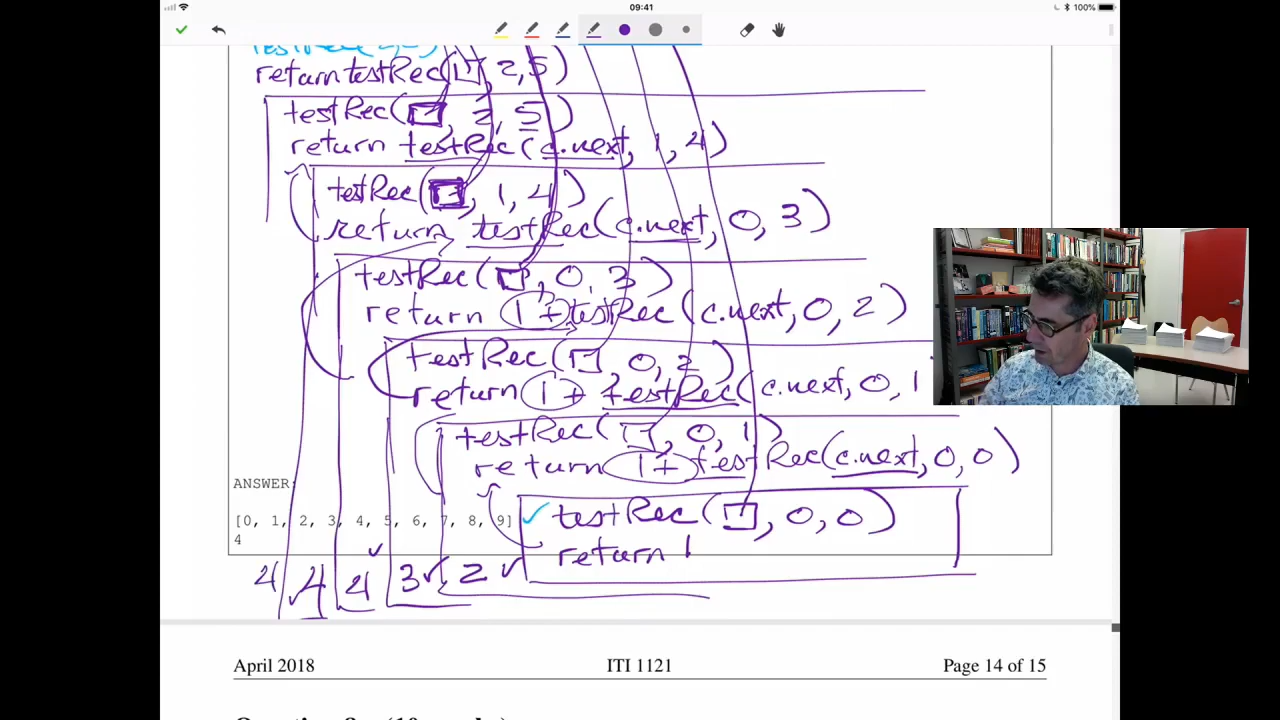 09:41
100%
return testRec( , 2, 5)
testRec( , 2, 5)
return testRec(c.next, 1, 4)
testRec( , 1, 4)
return testRec(c.next, 0, 3)
testRec( , 0, 3)
return 1 + testRec(c.next, 0, 2)
testRec( , 0, 2)
return 1 + testRec(c.next, 0, 1
testRec( , 0, 1)
return 1 + testRec(c.next, 0, 0)
ANSWER:
testRec( , 0, 0)
[0, 1, 2, 3, 4, 5, 6, 7, 8, 9]
4
return 1
4 4 4 3 2
April 2018 ITI 1121 Page 14 of 15